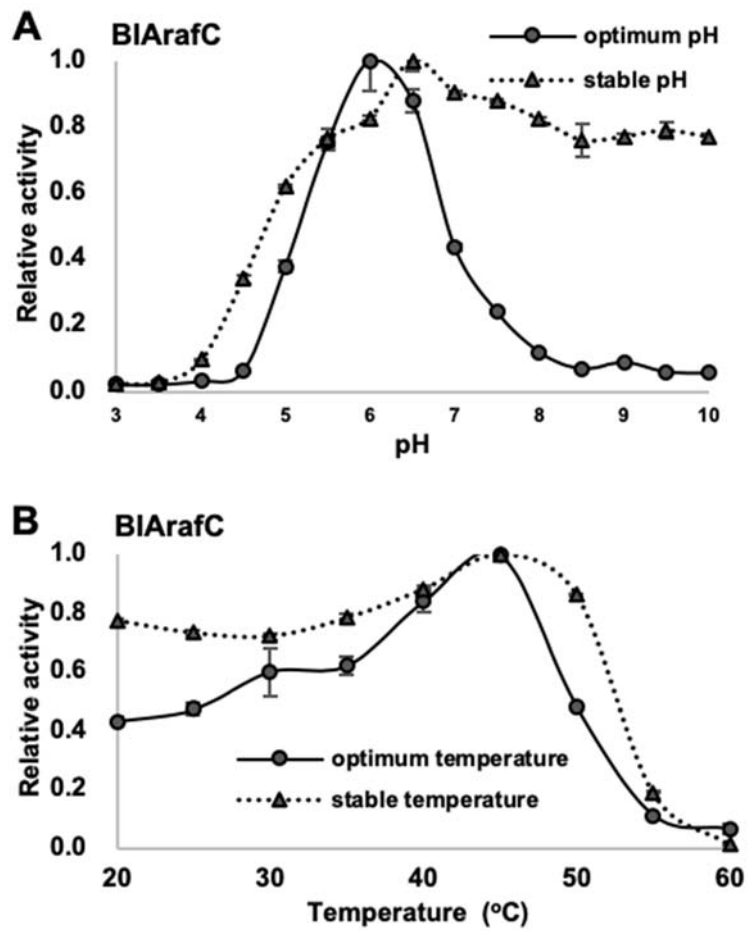 A
BlArafC
optimum pH
stable pH
Relative activity
1.0
0.8
0.6
0.4
0.2
0.0
3 4 5 6 7 8 9 10
pH
B
BlArafC
Relative activity
1.0
0.8
0.6
0.4
0.2
0.0
optimum temperature
stable temperature
20 30 40 50 60
Temperature (°C)